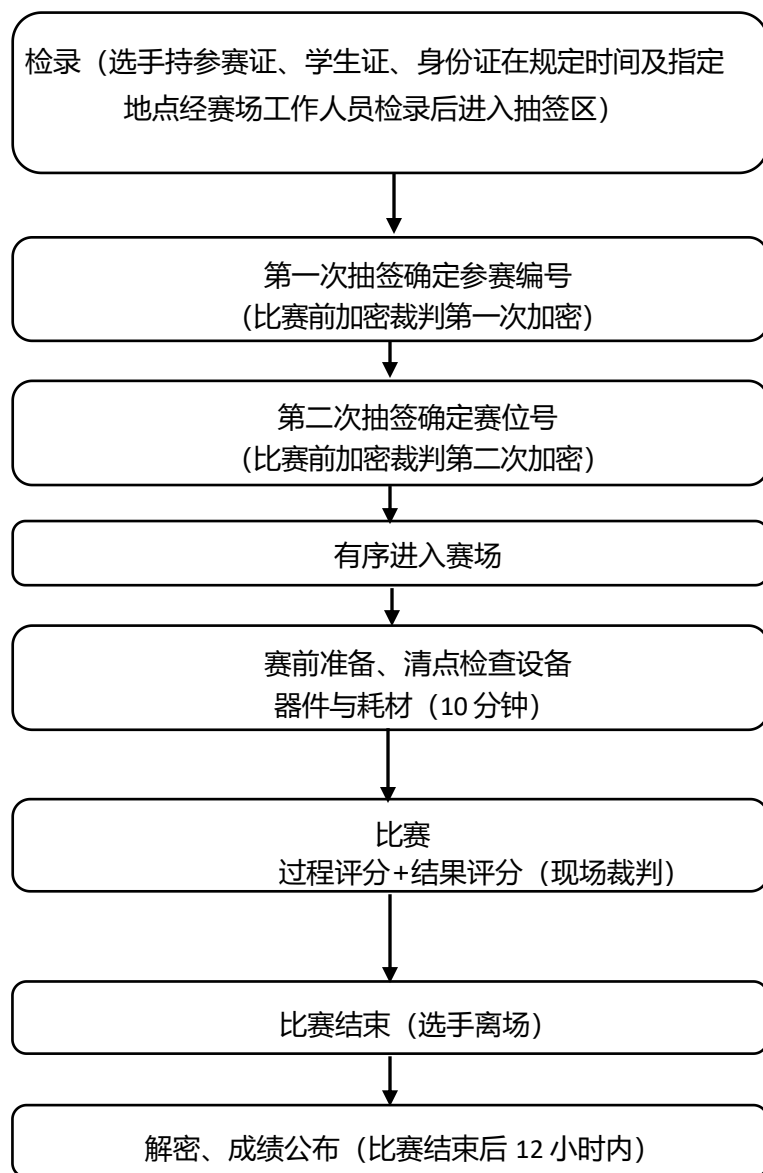 检录（选手持参赛证、学生证、身份证在规定时间及指定
地点经赛场工作人员检录后进入抽签区）
第一次抽签确定参赛编号
（比赛前加密裁判第一次加密）
第二次抽签确定赛位号
（比赛前加密裁判第二次加密）
有序进入赛场
赛前准备、清点检查设备
器件与耗材（10 分钟）
比赛
过程评分+结果评分（现场裁判）
比赛结束（选手离场）
解密、成绩公布（比赛结束后 12 小时内）